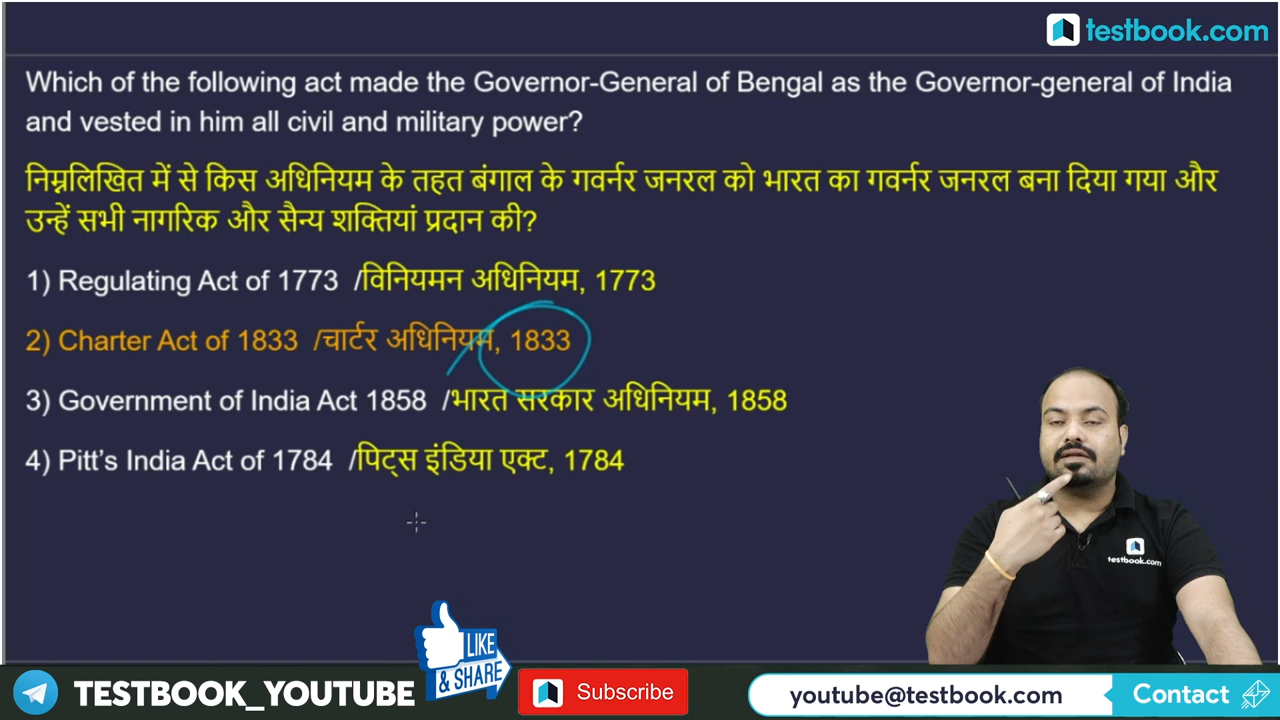 testbook.com
Which of the following act made the Governor-General of Bengal as the Governor-general of India
and vested in him all civil and military power?
निम्नलिखित में से किस अधिनियम के तहत बंगाल के गवर्नर जनरल को भारत का गवर्नर जनरल बना दिया गया और
उन्हें सभी नागरिक और सैन्य शक्तियां प्रदान की?
1) Regulating Act of 1773 /विनियमन अधिनियम, 1773
2) Charter Act of 1833 /चार्टर अधिनियम, 1833
3) Government of India Act 1858 /भारत सरकार अधिनियम, 1858
4) Pitt's India Act of 1784 /पिट्स इंडिया एक्ट, 1784
testbook.com
LIKE
& SHARE
TESTBOOK_YOUTUBE
Subscribe
youtube@testbook.com
Contact